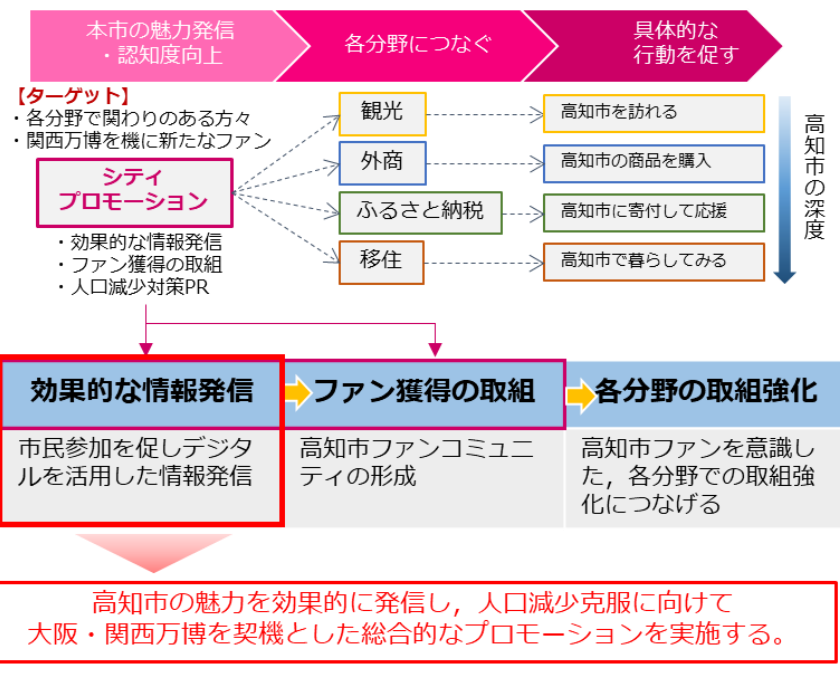 本市の魅力発信
・認知度向上
各分野につなぐ
具体的な
行動を促す
【ターゲット】
・各分野で関わりのある方々
・関西万博を機に新たなファン
シティ
プロモーション
・効果的な情報発信
・ファン獲得の取組
・人口減少対策PR
観光
高知市を訪れる
外商
高知市の商品を購入
ふるさと納税
高知市に寄付して応援
移住
高知市で暮らしてみる
高知市の深度
効果的な情報発信
ファン獲得の取組
各分野の取組強化
市民参加を促しデジタ
ルを活用した情報発信
高知市ファンコミュニ
ティの形成
高知市ファンを意識し
た，各分野での取組強
化につなげる
高知市の魅力を効果的に発信し，人口減少克服に向けて
大阪・関西万博を契機とした総合的なプロモーションを実施する。